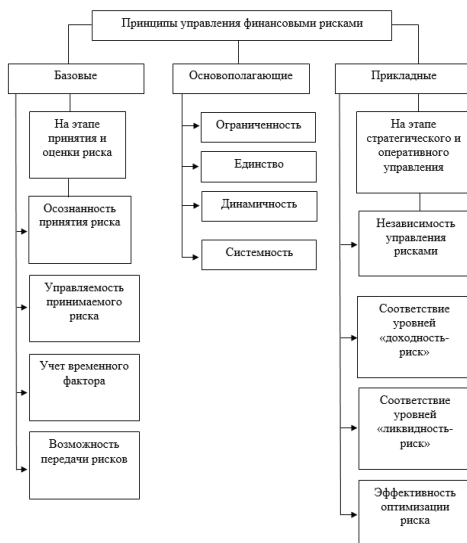 Принципы управления финансовыми рисками
Базовые
Основополагающие
Прикладные
На этапе
принятия и
оценки риска
Осознанность
принятия риска
Управляемость
принимаемого
риска
Учет временного
фактора
Возможность
передачи рисков
Ограниченность
Единство
Динамичность
Системность
На этапе
стратегического и
оперативного
управления
Независимость
управления
рисками
Соответствие
уровней
«доходность-
риск»
Соответствие
уровней
«ликвидность-
риск»
Эффективность
оптимизации
риска